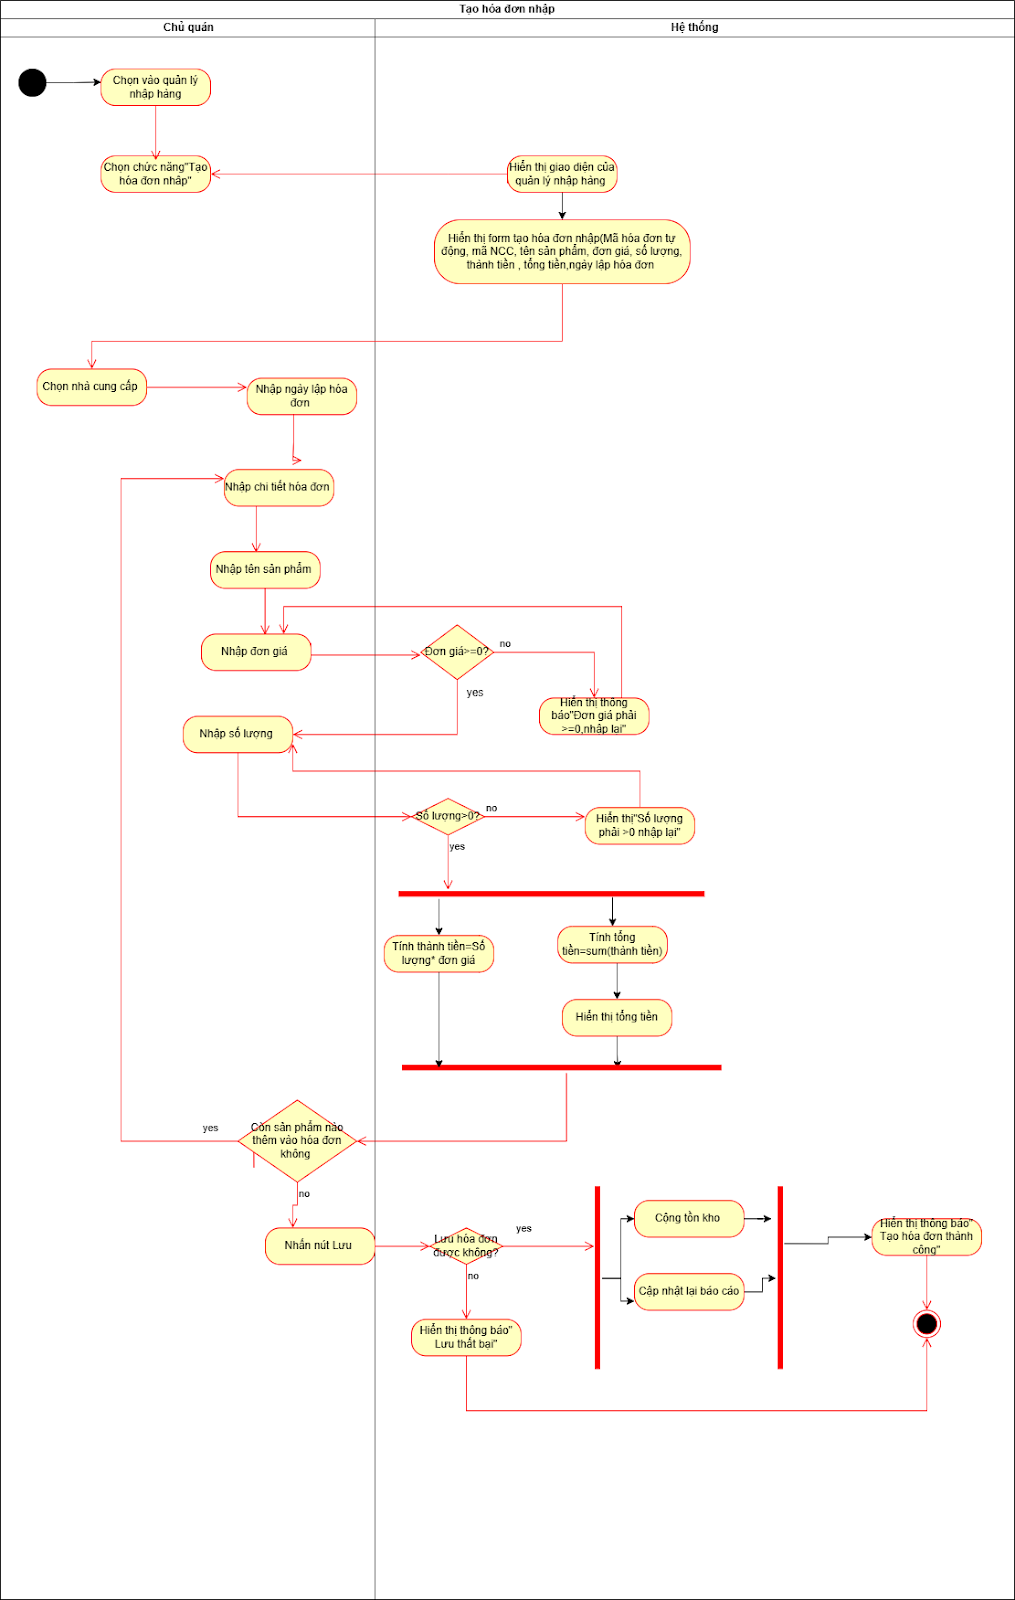 Tạo hóa đơn nhập
Chủ quán
Hệ thống
Chọn vào quản lý
nhập hàng
Chọn chức năng"Tạo
hóa đơn nhập"
Hiển thị giao diện của
quản lý nhập hàng
Hiển thị form tạo hóa đơn nhập(Mã hóa đơn tự
động, mã NCC, tên sản phẩm, đơn giá, số lượng,
thành tiền , tổng tiền,ngày lập hóa đơn
Chọn nhà cung cấp
Nhập ngày lập hóa
đơn
Nhập chi tiết hóa đơn
Nhập tên sản phẩm
Nhập đơn giá
Đơn giá>=0?
no
yes
Hiển thị thông
báo"Đơn giá phải
>=0,nhập lại"
Nhập số lượng
Số lượng>0?
no
yes
Hiển thị"Số lượng
phải >0 nhập lại"
Tính thành tiền=Số
lượng* đơn giá
Tính tổng
tiền=sum(thành tiền)
Hiển thị tổng tiền
Còn sản phẩm nào
thêm vào hóa đơn
không
yes
no
Nhấn nút Lưu
Lưu hóa đơn
được không?
yes
no
Cộng tồn kho
Cập nhật lại báo cáo
Hiển thị thông báo"
Tạo hóa đơn thành
công"
Hiển thị thông báo"
Lưu thất bại"